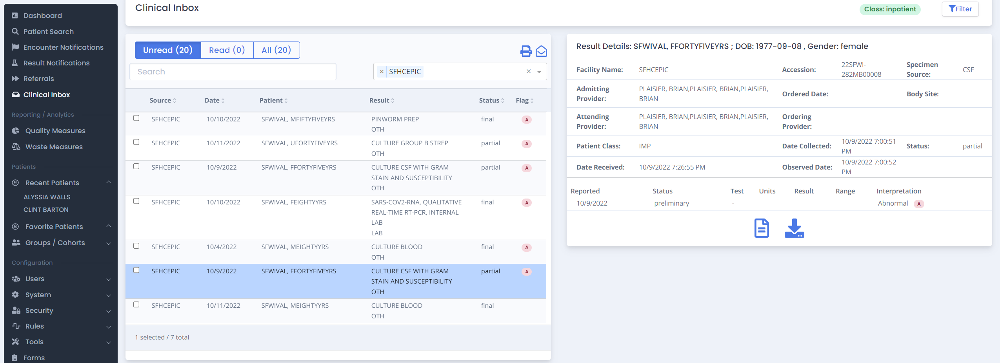 Dashboard
Patient Search
Encounter Notifications
Result Notifications
Referrals
Clinical Inbox
Reporting / Analytics
Quality Measures
Waste Measures
Patients
Recent Patients
ALYSSIA WALLS
CLINT BARTON
Favorite Patients
Groups / Cohorts
Configuration
Users
System
Security
Rules
Tools
Forms
Clinical Inbox
Class: inpatient
Filter
Unread (20) Read (0) All (20)
Search
× SFHCEPIC ×
Source Date Patient Result Status Flag
SFHCEPIC 10/10/2022 SFWIVAL, MFIFTYFIVEYRS PINWORM PREP final A
OTH
SFHCEPIC 10/11/2022 SFWIVAL, UFORTYFIVEYRS CULTURE GROUP B STREP partial A
OTH
SFHCEPIC 10/9/2022 SFWIVAL, FFORTYFIVEYRS CULTURE CSF WITH GRAM partial A
STAIN AND SUSCEPTIBILITY
OTH
SFHCEPIC 10/10/2022 SFWIVAL, FEIGHTYYRS SARS-COV2-RNA, QUALITATIVE final A
REAL-TIME RT-PCR, INTERNAL
LAB
LAB
SFHCEPIC 10/4/2022 SFWIVAL, MEIGHTYYRS CULTURE BLOOD final A
OTH
SFHCEPIC 10/9/2022 SFWIVAL, FFORTYFIVEYRS CULTURE CSF WITH GRAM partial A
STAIN AND SUSCEPTIBILITY
OTH
SFHCEPIC 10/11/2022 SFWIVAL, MEIGHTYYRS CULTURE BLOOD final
OTH
1 selected / 7 total
Result Details: SFWIVAL, FFORTYFIVEYRS ; DOB: 1977-09-08 , Gender: female
Facility Name: SFHCEPIC Accession: 22SFWI-
282MB00008 Specimen
Source: CSF
Admitting
Provider: PLAISIER, BRIAN,PLAISIER, BRIAN,PLAISIER,
BRIAN Ordered Date: Body Site:
Attending
Provider: PLAISIER, BRIAN,PLAISIER, BRIAN,PLAISIER,
BRIAN Ordering
Provider:
Patient Class: IMP Date Collected: 10/9/2022 7:00:51
PM Status: partial
Date Received: 10/9/2022 7:26:55 PM Observed Date: 10/9/2022 7:00:52
PM
Reported Status Test Units Result Range Interpretation
10/9/2022 preliminary - Abnormal A